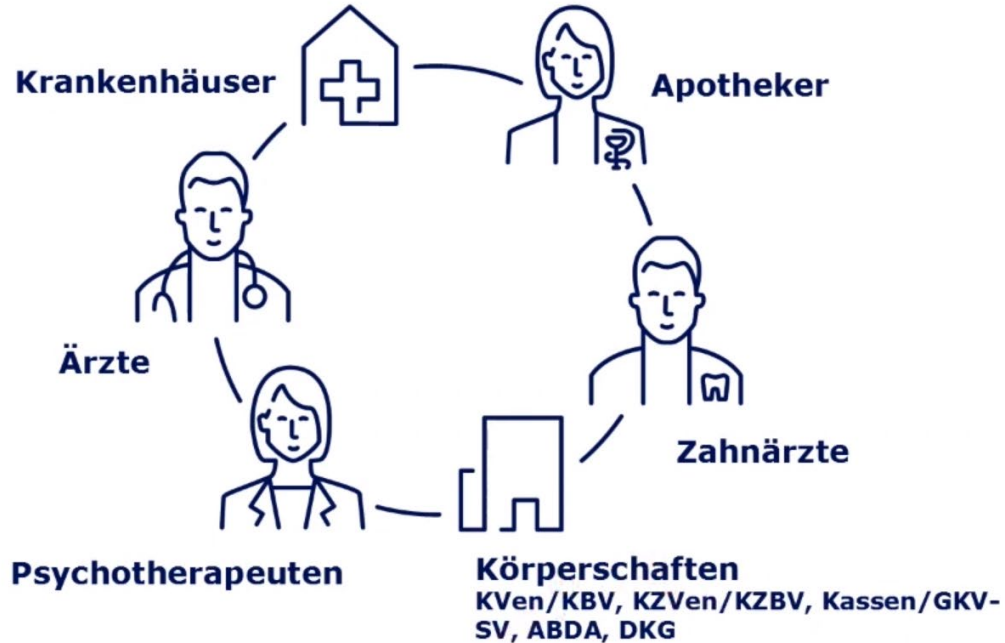 Krankenhäuser
Apotheker
Ärzte
Zahnärzte
Psychotherapeuten
Körperschaften
KVen/KBV, KZVen/KZBV, Kassen/GKV-
SV, ABDA, DKG